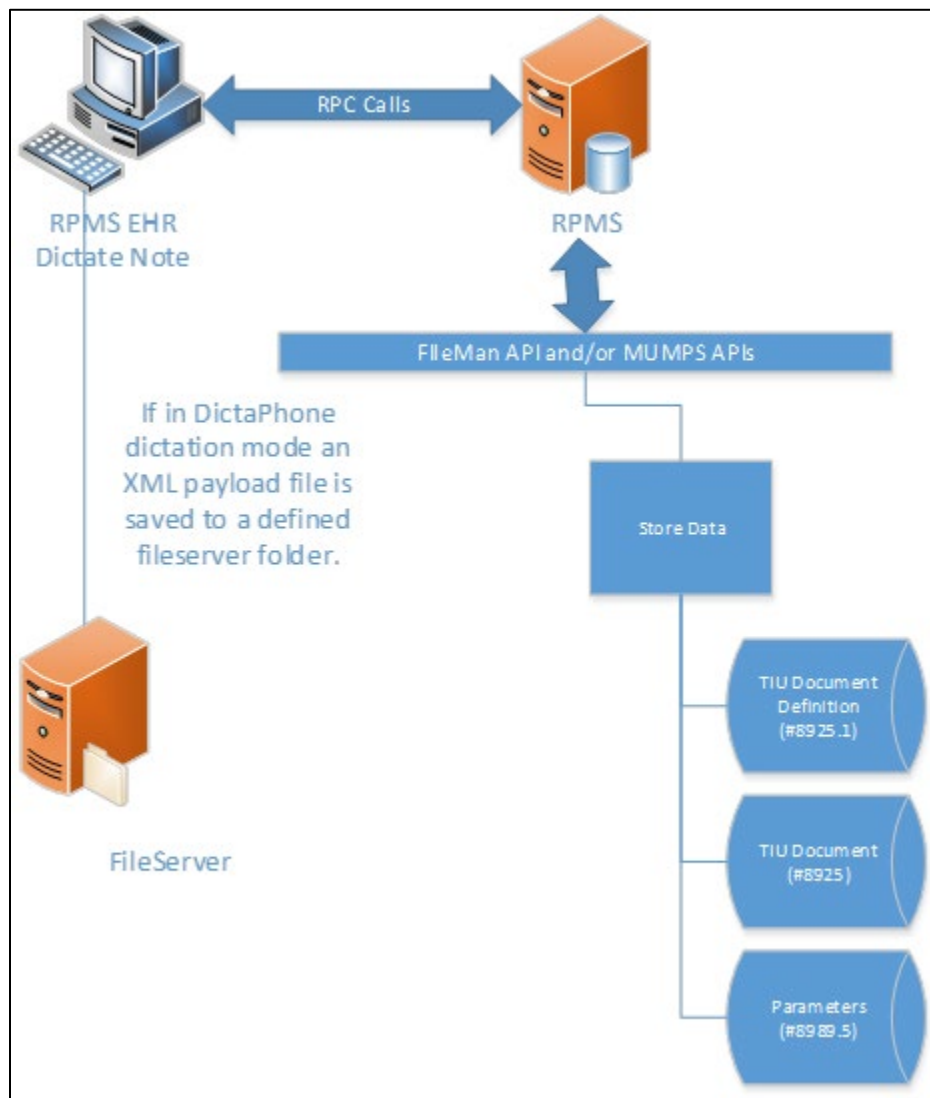 RPC Calls
RPMS EHR
Dictate Note
RPMS
FIleMan API and/or MUMPS APIs
If in DictaPhone
dictation mode an
XML payload file is
saved to a defined
fileserver folder.
Store Data
TIU Document
Definition
(#8925.1)
FileServer
TIU Document
(#8925)
Parameters
(#8989.5)